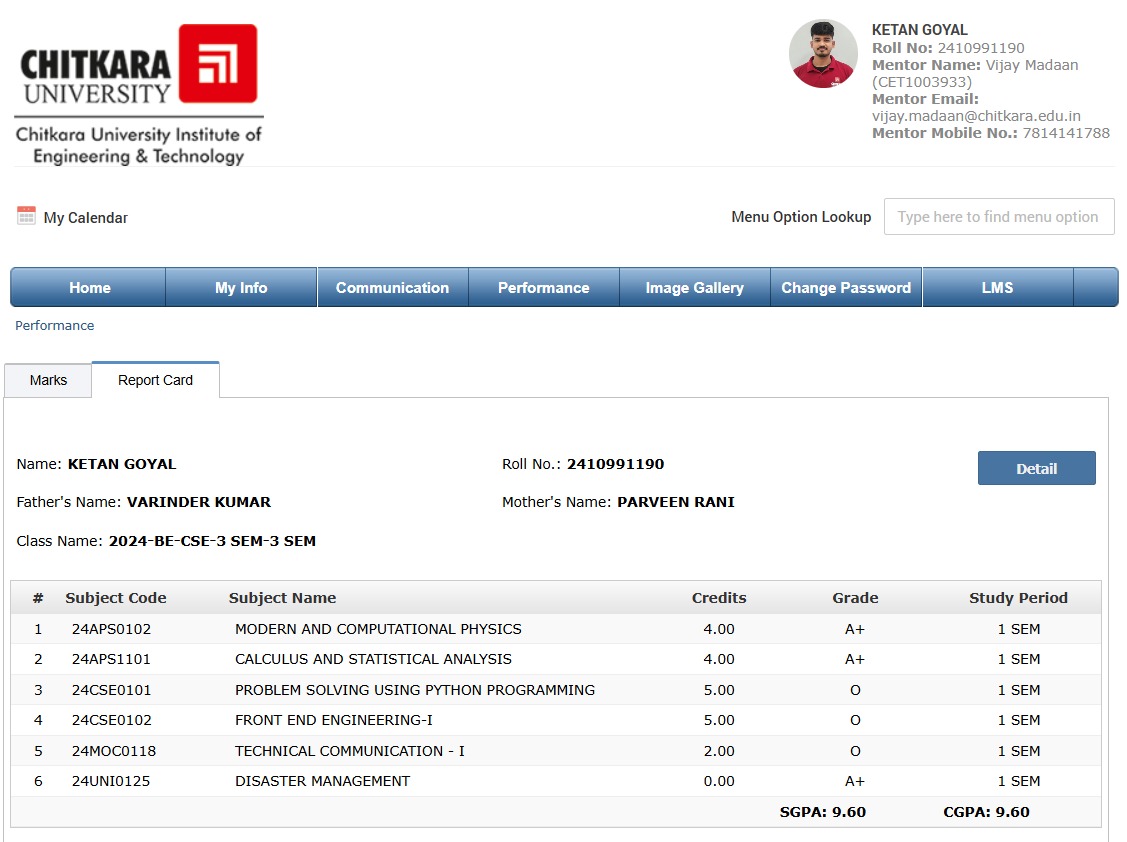 CHITKARA
UNIVERSITY
Chitkara University Institute of
Engineering & Technology
KETAN GOYAL
Roll No: 2410991190
Mentor Name: Vijay Madaan
(CET1003933)
Mentor Email:
vijay.madaan@chitkara.edu.in
Mentor Mobile No.: 7814141788
My Calendar
Menu Option Lookup Type here to find menu option
Home My Info Communication Performance Image Gallery Change Password LMS
Performance
Marks Report Card
Name: KETAN GOYAL Roll No.: 2410991190 Detail
Father's Name: VARINDER KUMAR Mother's Name: PARVEEN RANI
Class Name: 2024-BE-CSE-3 SEM-3 SEM
# Subject Code Subject Name Credits Grade Study Period
1 24APS0102 MODERN AND COMPUTATIONAL PHYSICS 4.00 A+ 1 SEM
2 24APS1101 CALCULUS AND STATISTICAL ANALYSIS 4.00 A+ 1 SEM
3 24CSE0101 PROBLEM SOLVING USING PYTHON PROGRAMMING 5.00 O 1 SEM
4 24CSE0102 FRONT END ENGINEERING-I 5.00 O 1 SEM
5 24MOC0118 TECHNICAL COMMUNICATION - I 2.00 O 1 SEM
6 24UNI0125 DISASTER MANAGEMENT 0.00 A+ 1 SEM
SGPA: 9.60 CGPA: 9.60